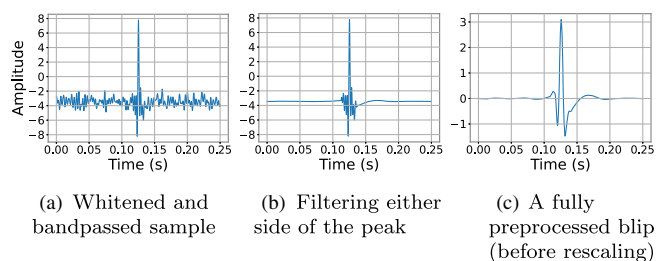 Amplitude
8
6
4
2
0
−2
−4
−6
−8
0.00 0.05 0.10 0.15 0.20 0.25
Time (s)
8
6
4
2
0
−2
−4
−6
−8
0.00 0.05 0.10 0.15 0.20 0.25
Time (s)
3
2
1
0
−1
0.00 0.05 0.10 0.15 0.20 0.25
Time (s)
(a) Whitened and
bandpassed sample
(b) Filtering either
side of the peak
(c) A fully
preprocessed blip
(before rescaling)